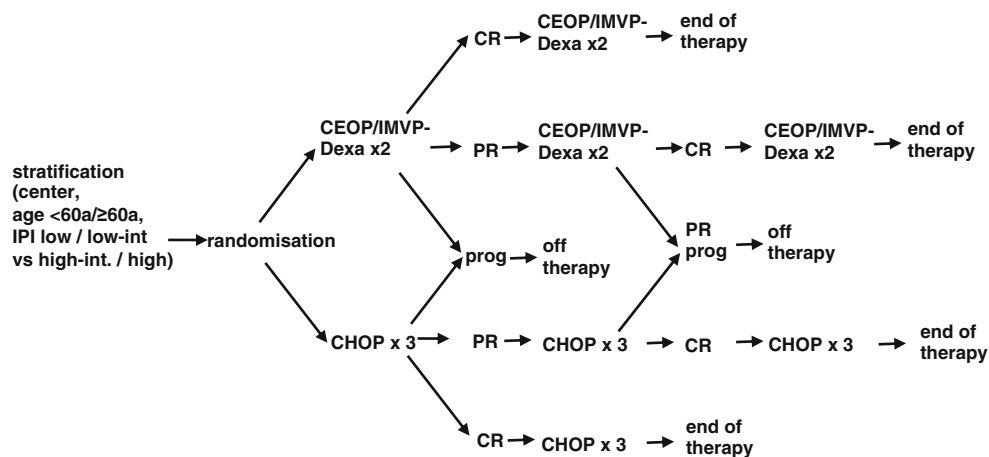 CR
CEOP/IMVP-
Dexa x2
end of
therapy
CEOP/IMVP-
Dexa x2
PR
CEOP/IMVP-
Dexa x2
CR
CEOP/IMVP-
Dexa x2
end of
therapy
stratification
(center,
age <60a/≥60a,
IPI low / low-int
vs high-int. / high)
randomisation
prog
off
therapy
PR
prog
off
therapy
CHOP x 3
PR
CHOP x 3
CR
CHOP x 3
end of
therapy
CR
CHOP x 3
end of
therapy